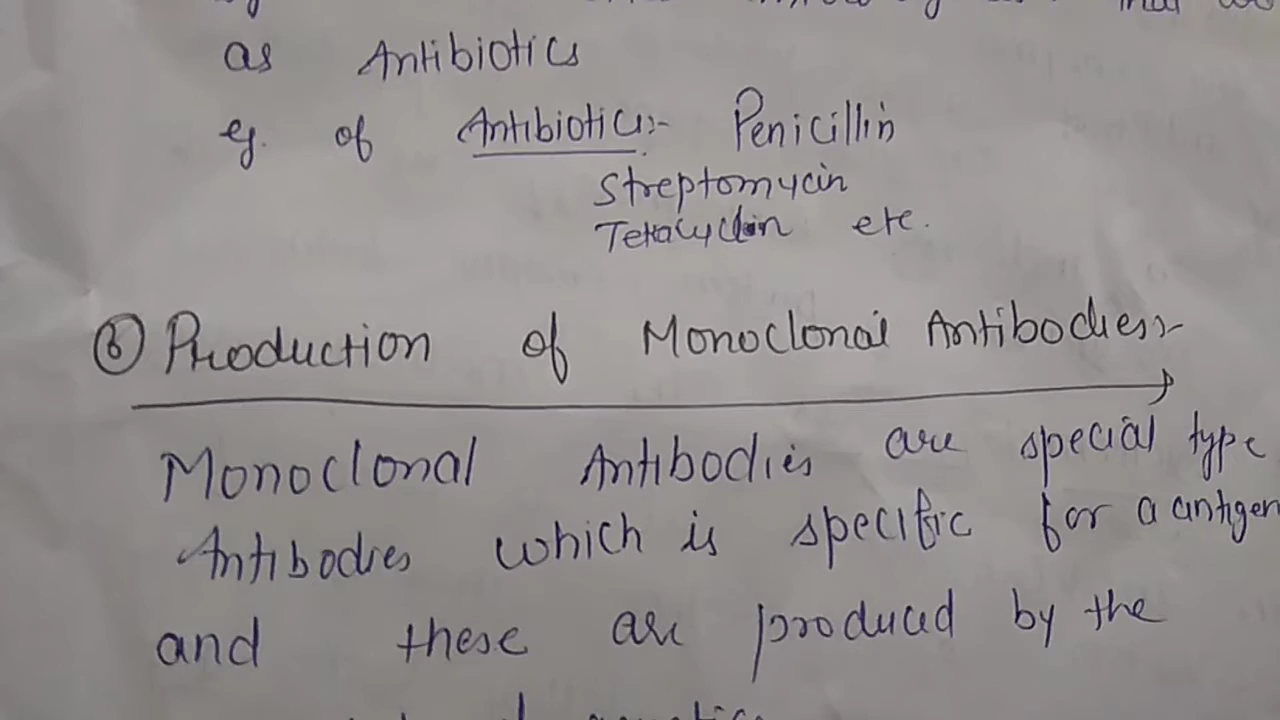 as Antibiotics
eg. of Antibiotics:- Penicillin
Streptomycin
Tetacyclin etc.
⑥ Production of Monoclonal Antibodies:-
Monoclonal Antibodies are special type
Antibodies which is specific for a antigen
and these are produced by the